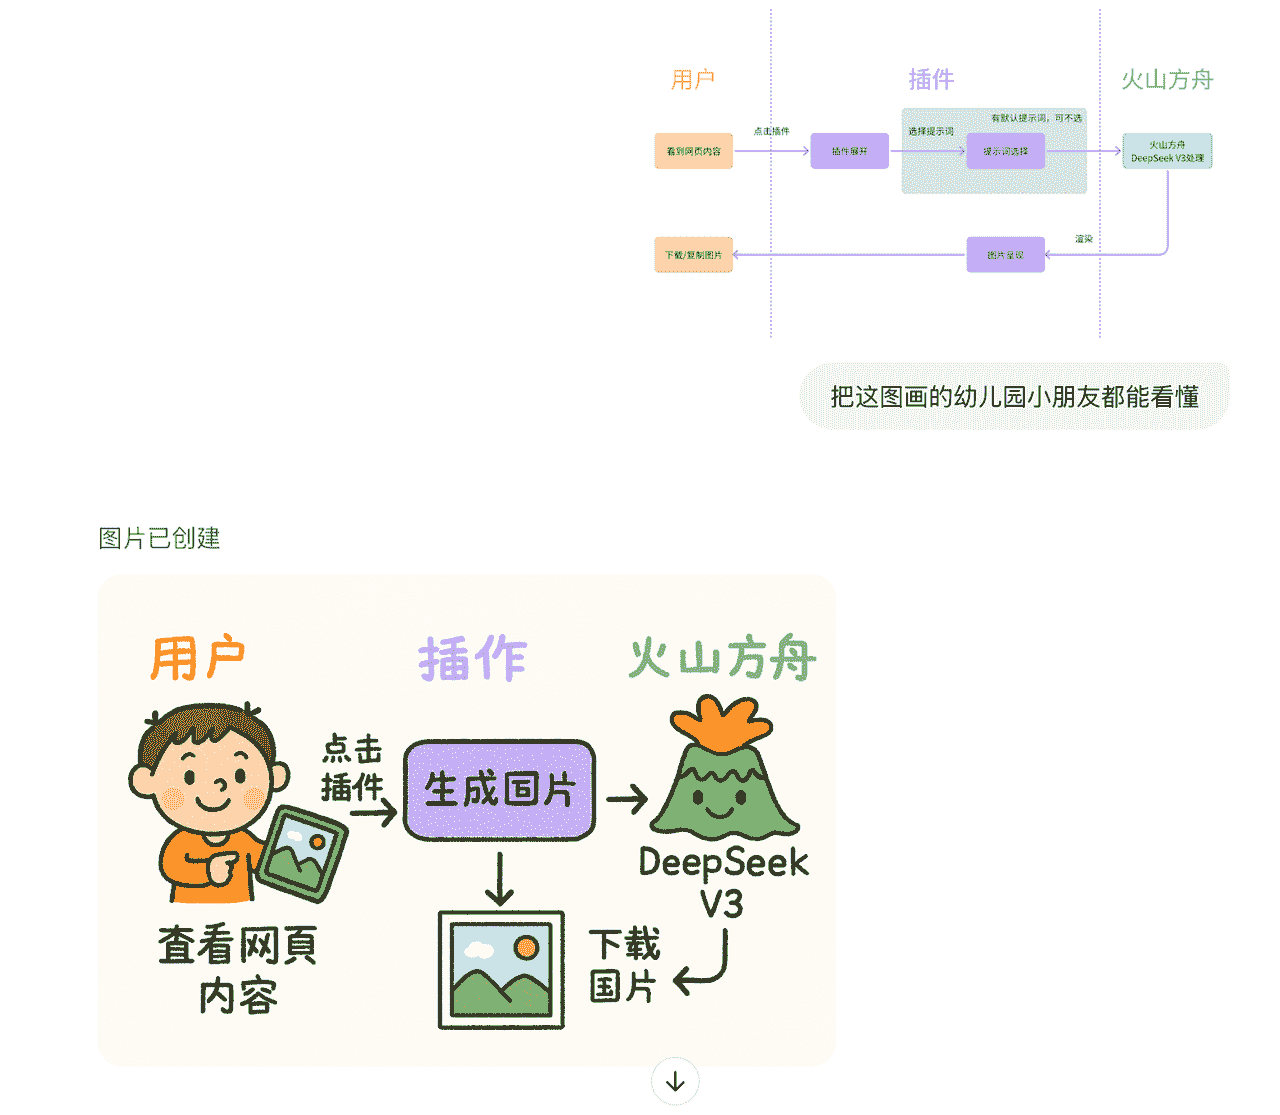 用户
插件
火山方舟
有默认提示词，可不选
点击插件
选择提示词
看到网页内容
插件展开
提示词选择
火山方舟
DeepSeek V3处理
渲染
下载/复制图片
图片呈现
把这图画的幼儿园小朋友都能看懂
图片已创建
用户
插作
火山方舟
点击
插件
生成国片
DeepSeek
V3
查看网頁
内容
下载
国片